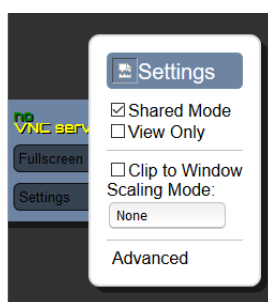 Settings
Shared Mode
View Only
no
VNC serv
Fullscreen
Clip to Window
Scaling Mode:
Settings
None
Advanced